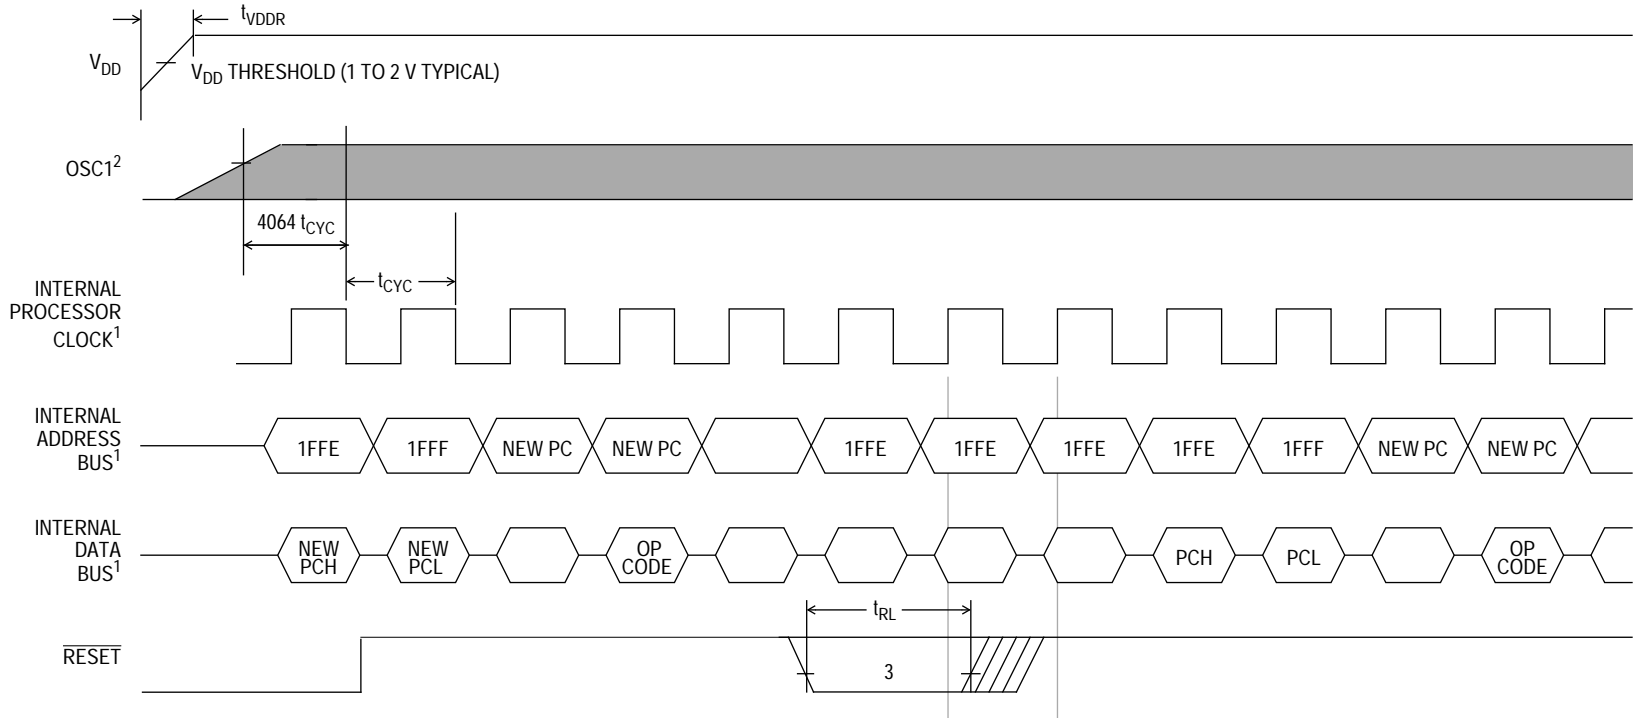 tVDDR
VDD
VDD THRESHOLD (1 TO 2 V TYPICAL)
OSC1²
4064 tCYC
tCYC
INTERNAL
PROCESSOR
CLOCK¹
INTERNAL
ADDRESS
BUS¹
1FFE 1FFF NEW PC NEW PC 1FFE 1FFE 1FFE 1FFE 1FFF NEW PC NEW PC
INTERNAL
DATA
BUS¹
NEW
PCH
NEW
PCL
OP
CODE
PCH
PCL
OP
CODE
tRL
RESET
3